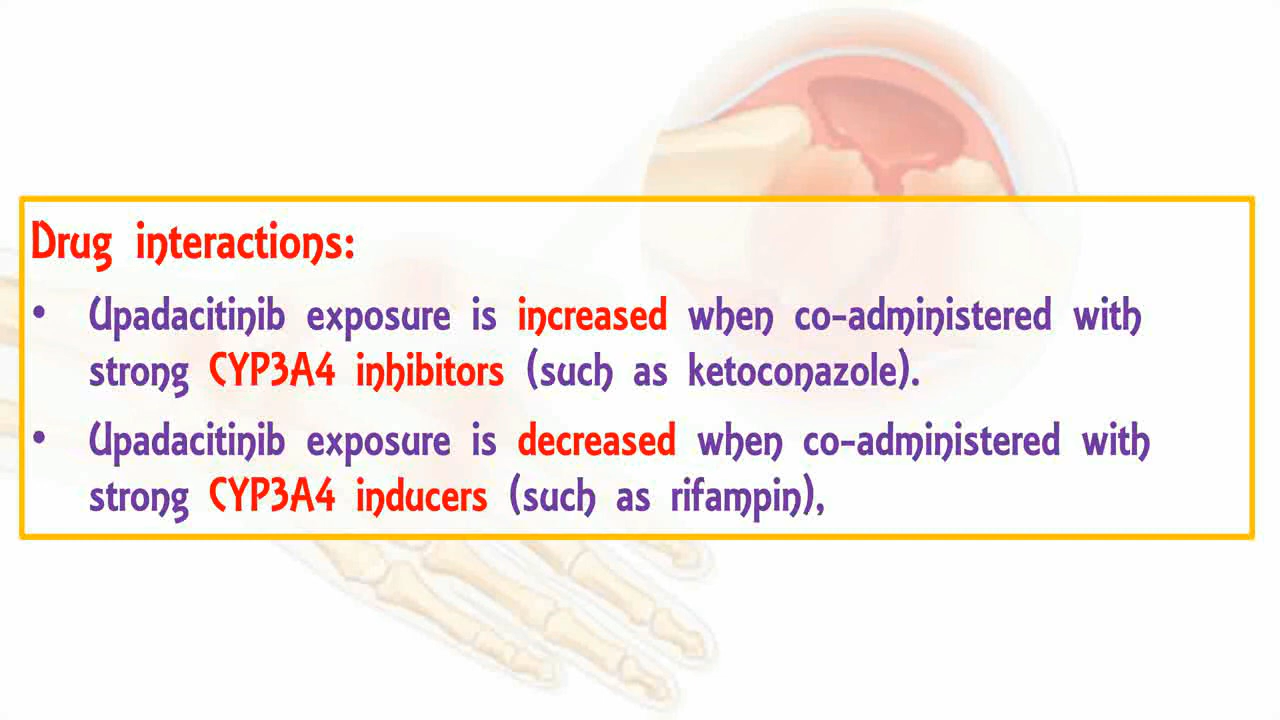 Drug interactions:
• Upadacitinib exposure is increased when co-administered with
strong CYP3A4 inhibitors (such as ketoconazole).
• Upadacitinib exposure is decreased when co-administered with
strong CYP3A4 inducers (such as rifampin),